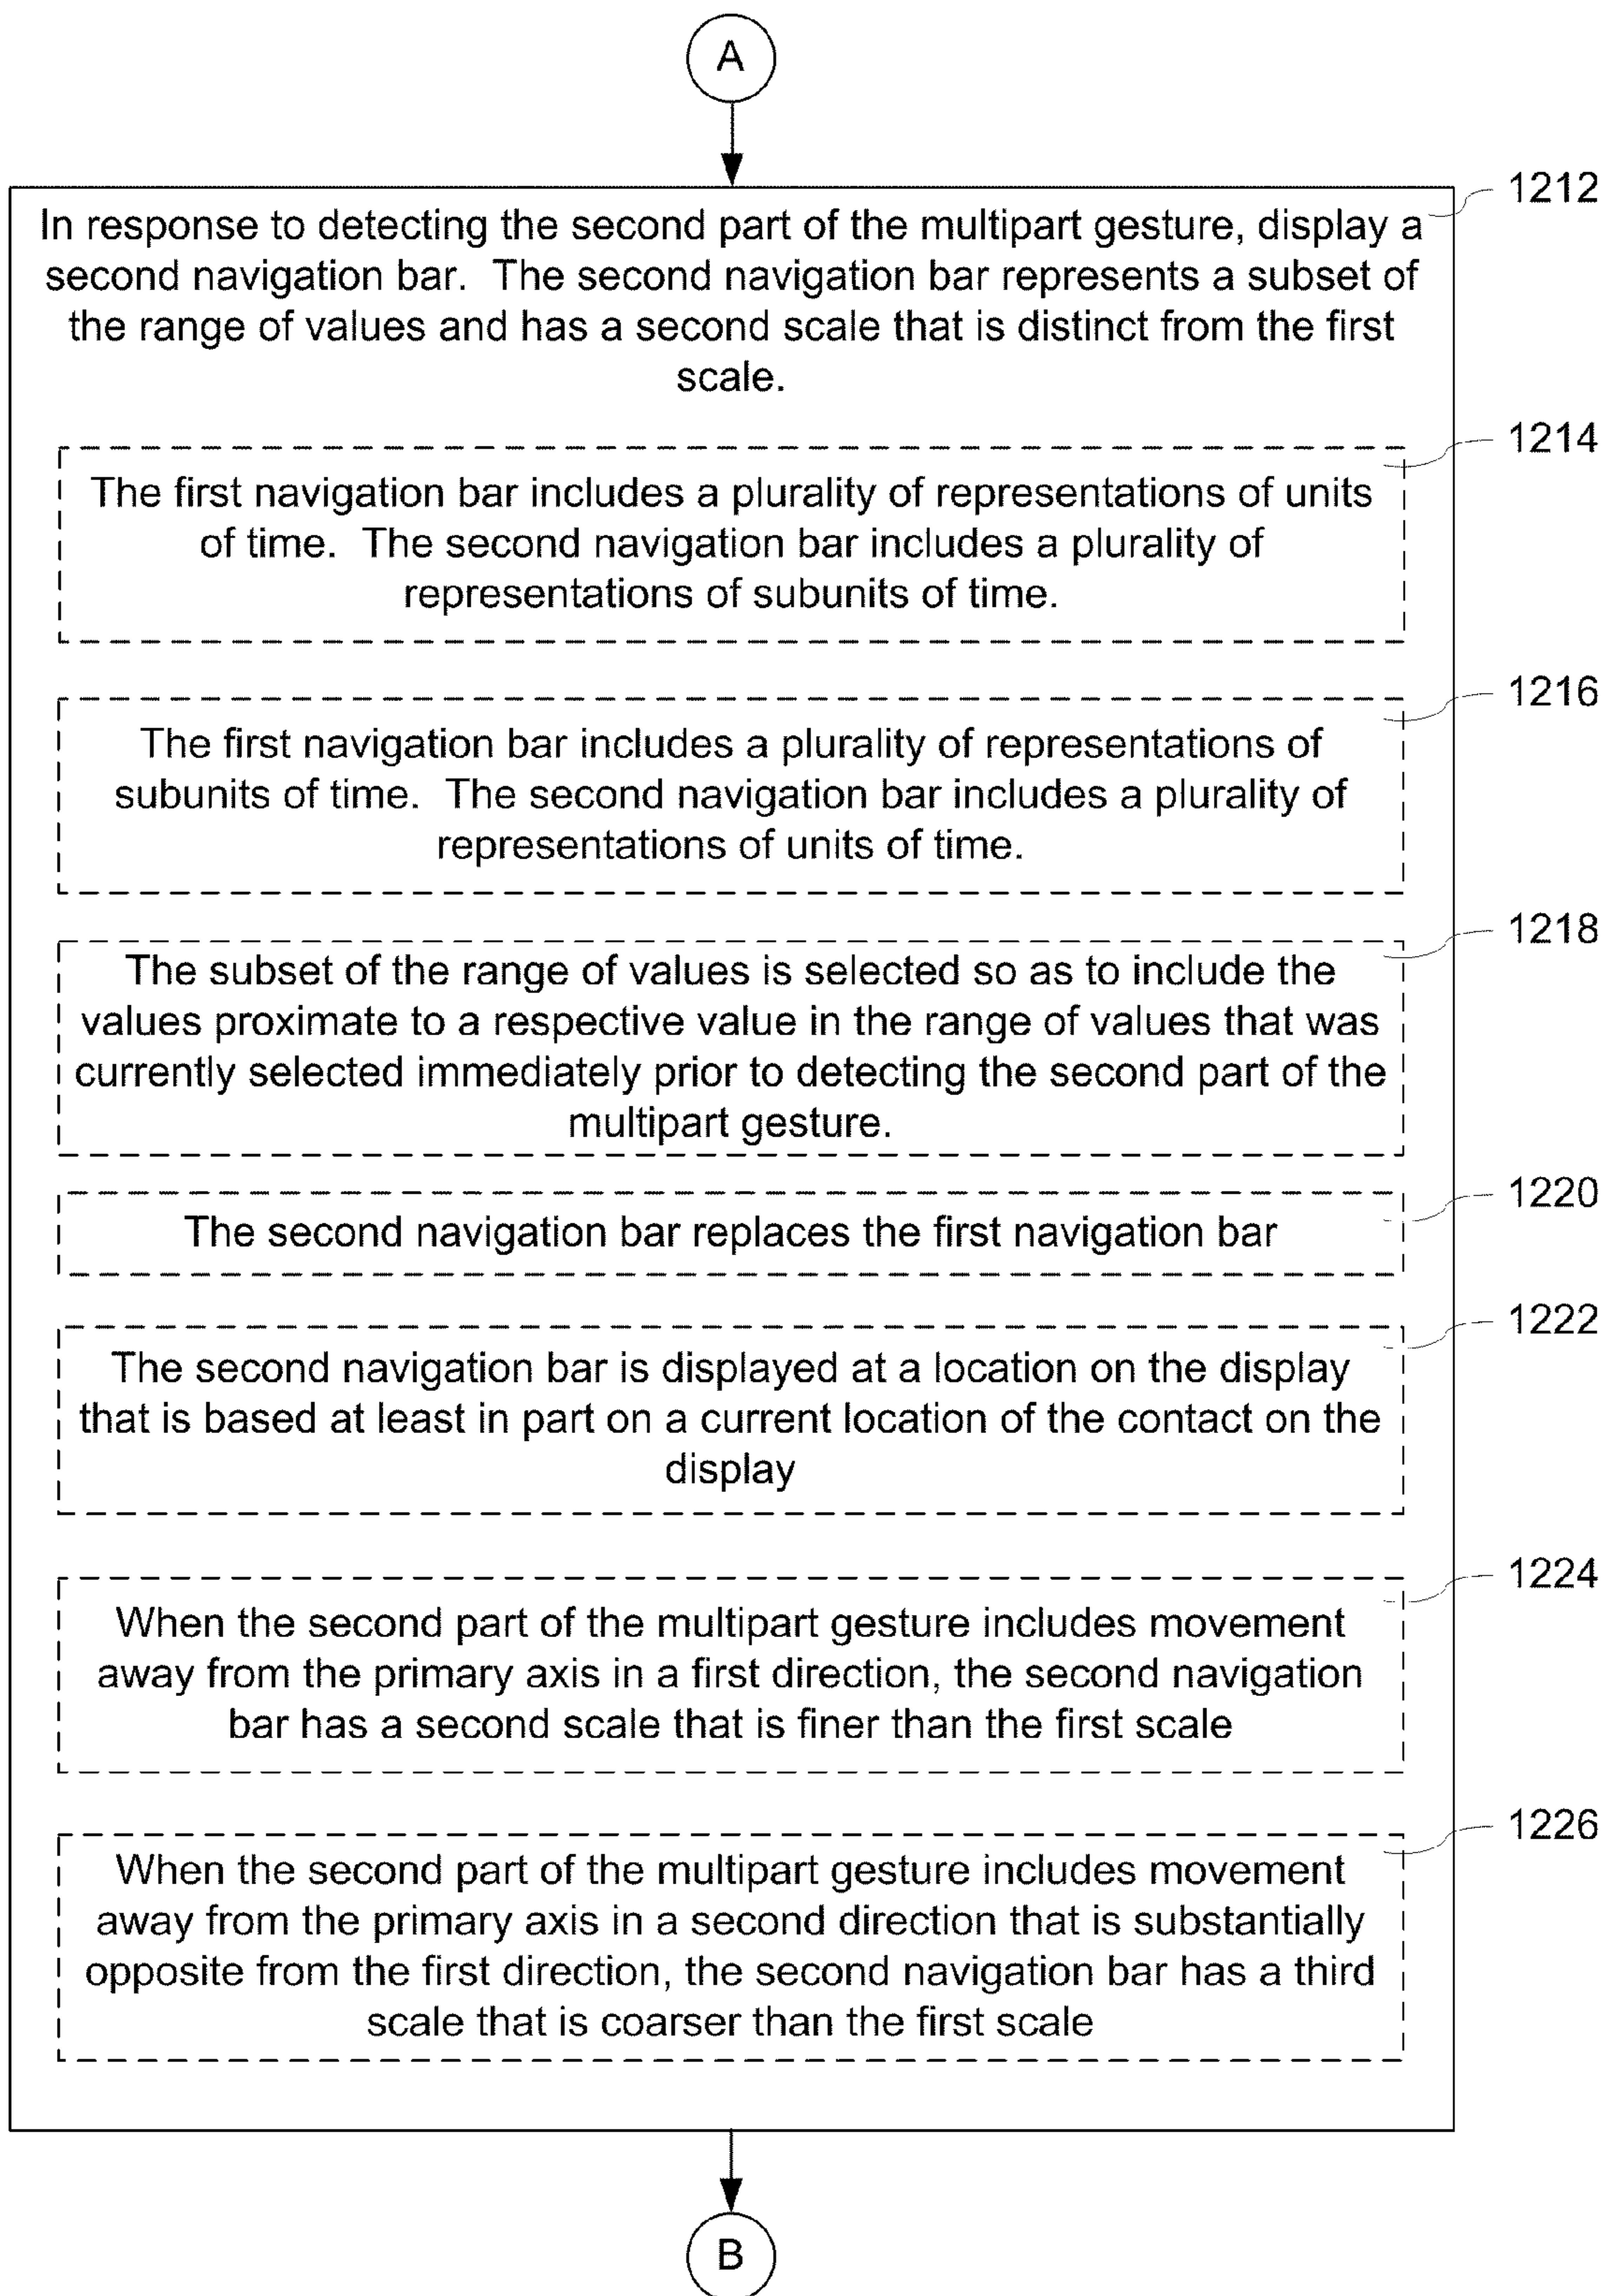 A
1212
In response to detecting the second part of the multipart gesture, display a
second navigation bar.  The second navigation bar represents a subset of
the range of values and has a second scale that is distinct from the first
scale.
1214
The first navigation bar includes a plurality of representations of units
of time.  The second navigation bar includes a plurality of
representations of subunits of time.
1216
The first navigation bar includes a plurality of representations of
subunits of time.  The second navigation bar includes a plurality of
representations of units of time.
1218
The subset of the range of values is selected so as to include the
values proximate to a respective value in the range of values that was
currently selected immediately prior to detecting the second part of the
multipart gesture.
1220
The second navigation bar replaces the first navigation bar
1222
The second navigation bar is displayed at a location on the display
that is based at least in part on a current location of the contact on the
display
1224
When the second part of the multipart gesture includes movement
away from the primary axis in a first direction, the second navigation
bar has a second scale that is finer than the first scale
1226
When the second part of the multipart gesture includes movement
away from the primary axis in a second direction that is substantially
opposite from the first direction, the second navigation bar has a third
scale that is coarser than the first scale
B